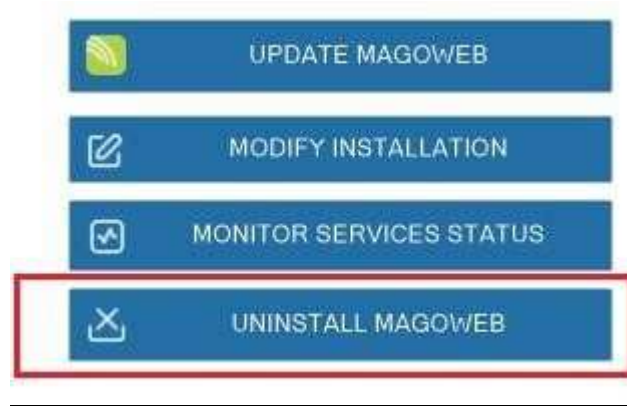 UPDATE MAGOWEB
MODIFY INSTALLATION
MONITOR SERVICES STATUS
UNINSTALL MAGOWEB